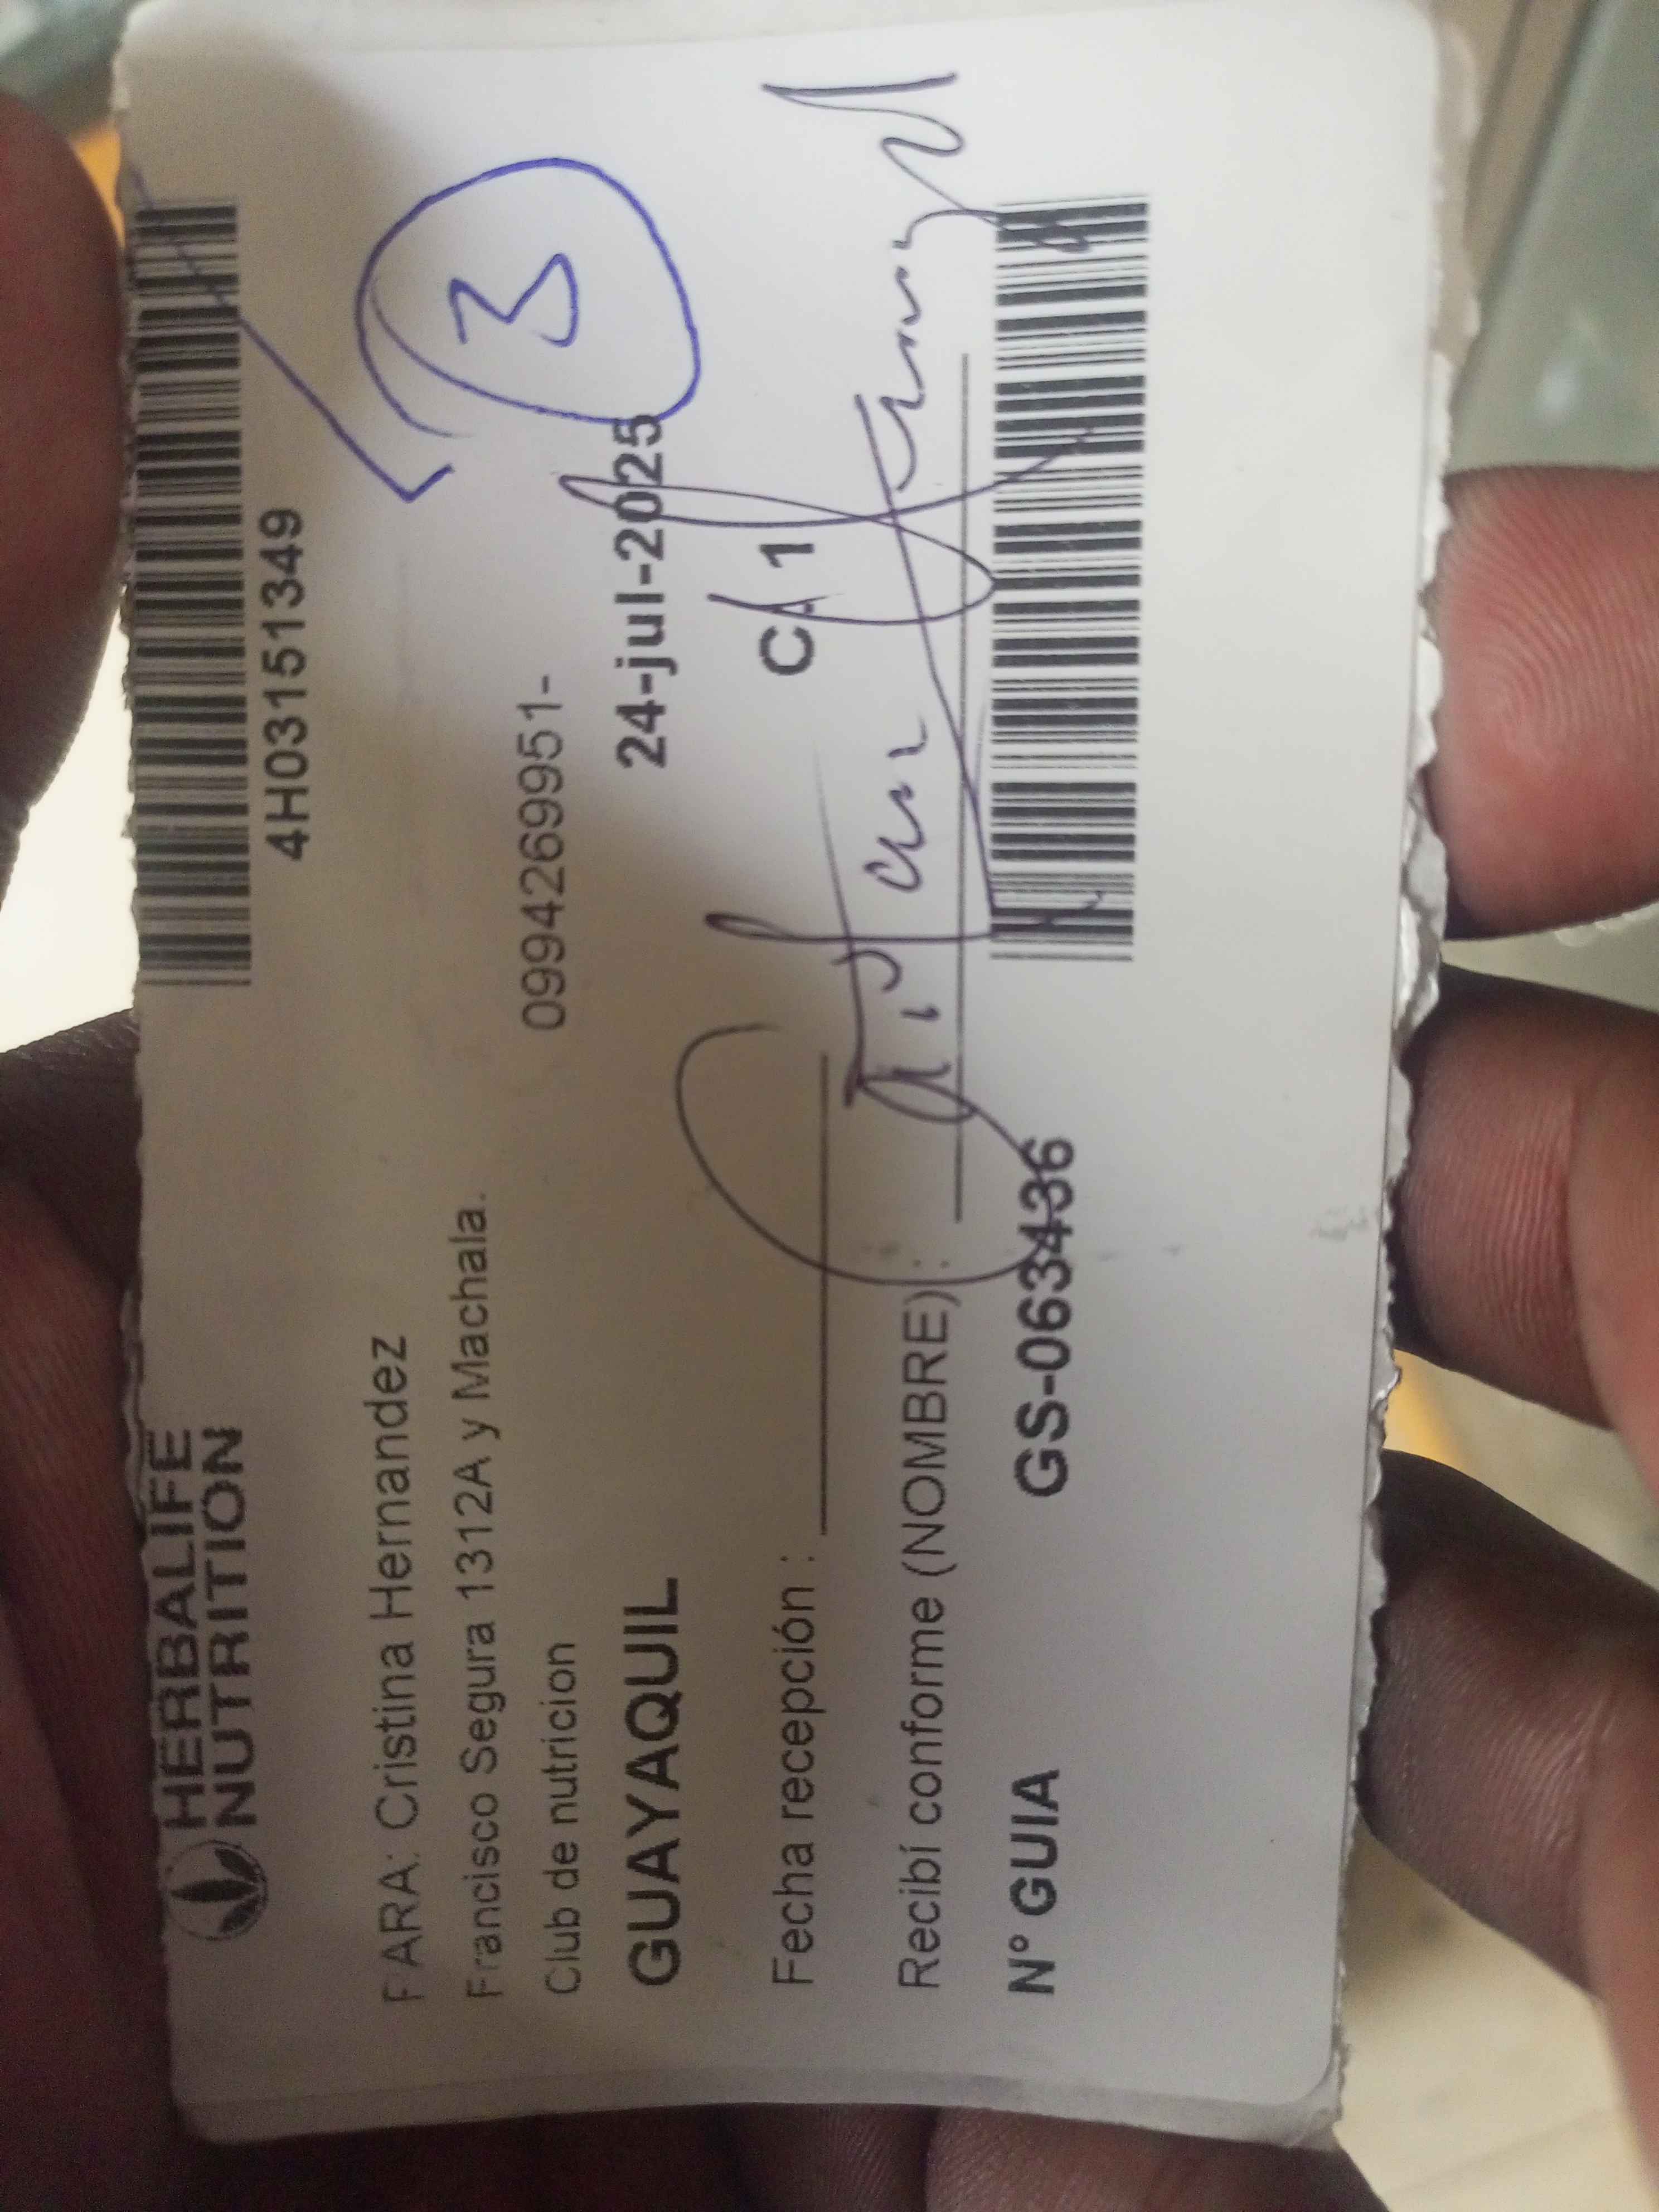 HERBALIFE
NUTRITION
4H03151349
PARA: Cristina Hernandez
3
Francisco Segura 1312A y Machala.
Club de nutricion 0994269951-
GUAYAQUIL 24-jul-2025
Fecha recepción : C. 1
Recibí conforme (NOMBRE) :
N° GUIA GS-063436